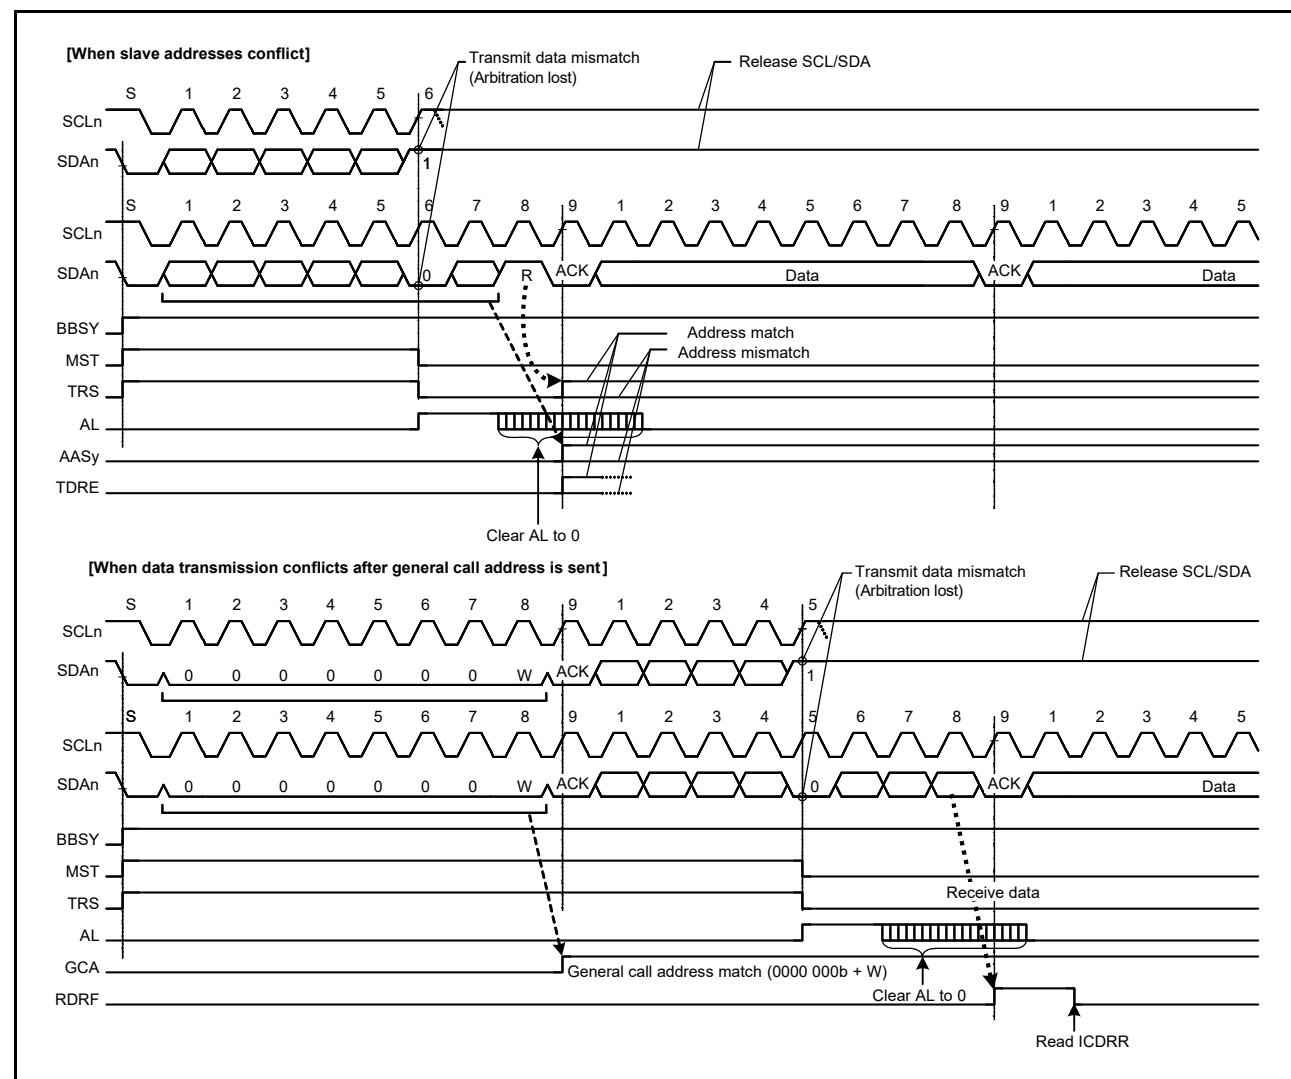 [When slave addresses conflict]
Transmit data mismatch
(Arbitration lost)
Release SCL/SDA
S 1 2 3 4 5 6
SCLn
SDAn
1
S 1 2 3 4 5 6 7 8 9 1 2 3 4 5 6 7 8 9 1 2 3 4 5
SCLn
SDAn 0 R ACK Data ACK Data
BBSY
Address match
MST
Address mismatch
TRS
AL
AASy
TDRE
Clear AL to 0
[When data transmission conflicts after general call address is sent]
Transmit data mismatch
(Arbitration lost)
Release SCL/SDA
S 1 2 3 4 5 6 7 8 9 1 2 3 4 5
SCLn
SDAn 0 0 0 0 0 0 0 W ACK 1
S 1 2 3 4 5 6 7 8 9 1 2 3 4 5 6 7 8 9 1 2 3 4 5
SCLn
SDAn 0 0 0 0 0 0 0 W ACK 0 ACK Data
BBSY
MST
Receive data
TRS
AL
GCA
General call address match (0000 000b + W)
Clear AL to 0
RDRF
Read ICDRR